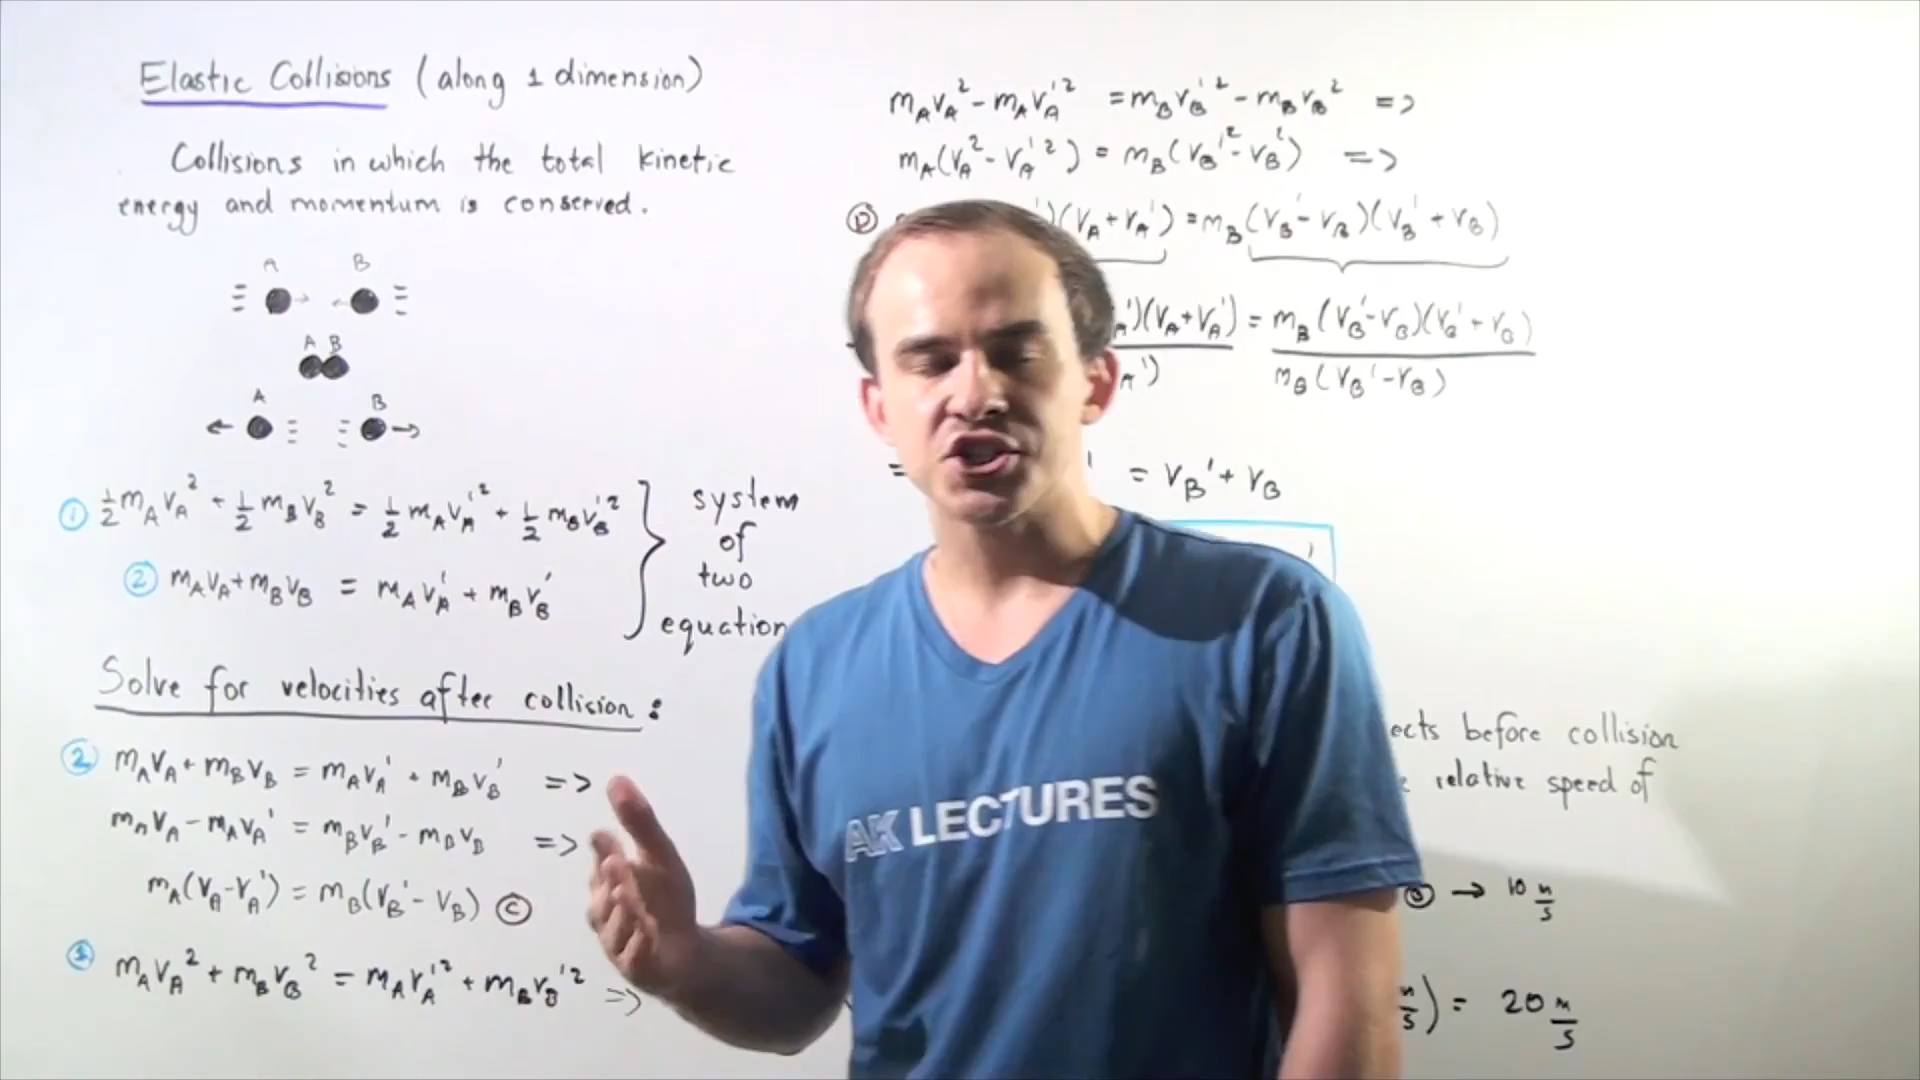 Elastic Collisions (along 1 dimension)
Collisions in which the total kinetic
energy and momentum is conserved.
A B
A B
A B
① ½mAvA² + ½mBvB² = ½mAvA'² + ½mBvB'²
② mAvA + mBvB = mAvA' + mBvB'
system
of
two
equation
Solve for velocities after collision:
② mAvA + mBvB = mAvA' + mBvB' =>
mAvA - mAvA' = mBvB' - mBvB =>
mA(vA - vA') = mB(vB' - vB) Ⓒ
① mAvA² + mBvB² = mAvA'² + mBvB'² =>
mAvA² - mAvA'² = mBvB'² - mBvB² =>
mA(vA² - vA'²) = mB(vB'² - vB²) =>
Ⓓ ')(vA + vA') = mB(vB' - vB)(vB' + vB)
A')(vA + vA') = mB(vB' - vB)(vB' + vB)
A') mB(vB' - vB)
= ' = vB' + vB
'
before collision
relative speed of
→ 10 m/s
m/s) = 20 m/s
AK LECTURES